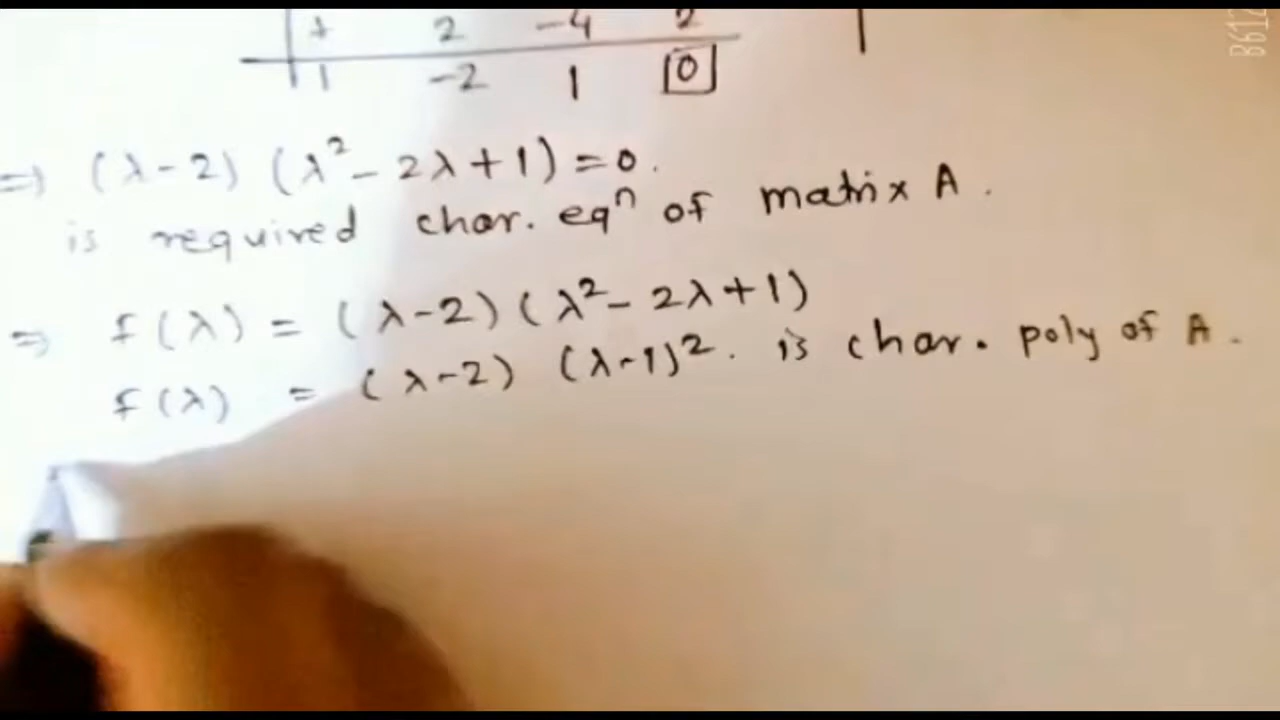 + 2 -4 2
1 -2 1 0
⇒ (λ-2) (λ² - 2λ+1) = 0.
is required char. eqⁿ of matrix A.
⇒ f(λ) = (λ-2) (λ² - 2λ+1)
f(λ) = (λ-2) (λ-1)². is char. poly of A.
B612